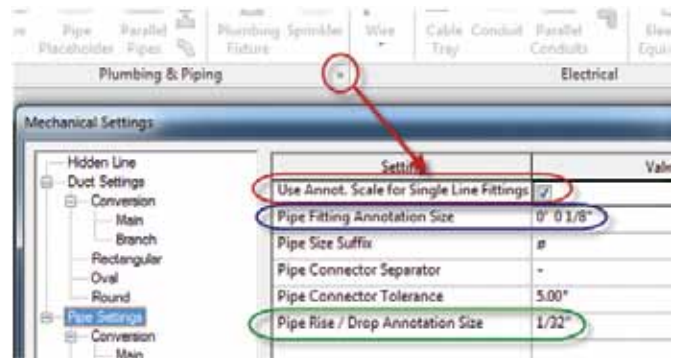 Pipe Parallel Plumbing Sprinkler Wire Cable Conduit Parallel
Placeholder Pipes Fixture Tray Conduits
Plumbing & Piping Electrical
Mechanical Settings
Hidden Line
Duct Settings
Conversion
Main
Branch
Rectangular
Oval
Round
Pipe Settings
Conversion
Main
Use Annot. Scale for Single Line Fittings
Pipe Fitting Annotation Size 0' 0 1/8"
Pipe Size Suffix ø
Pipe Connector Separator -
Pipe Connector Tolerance 5.00°
Pipe Rise / Drop Annotation Size 1/32"